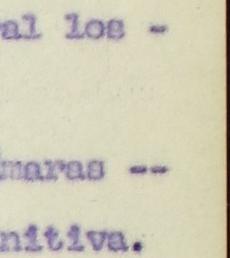 al los -
maras --
nitiva.